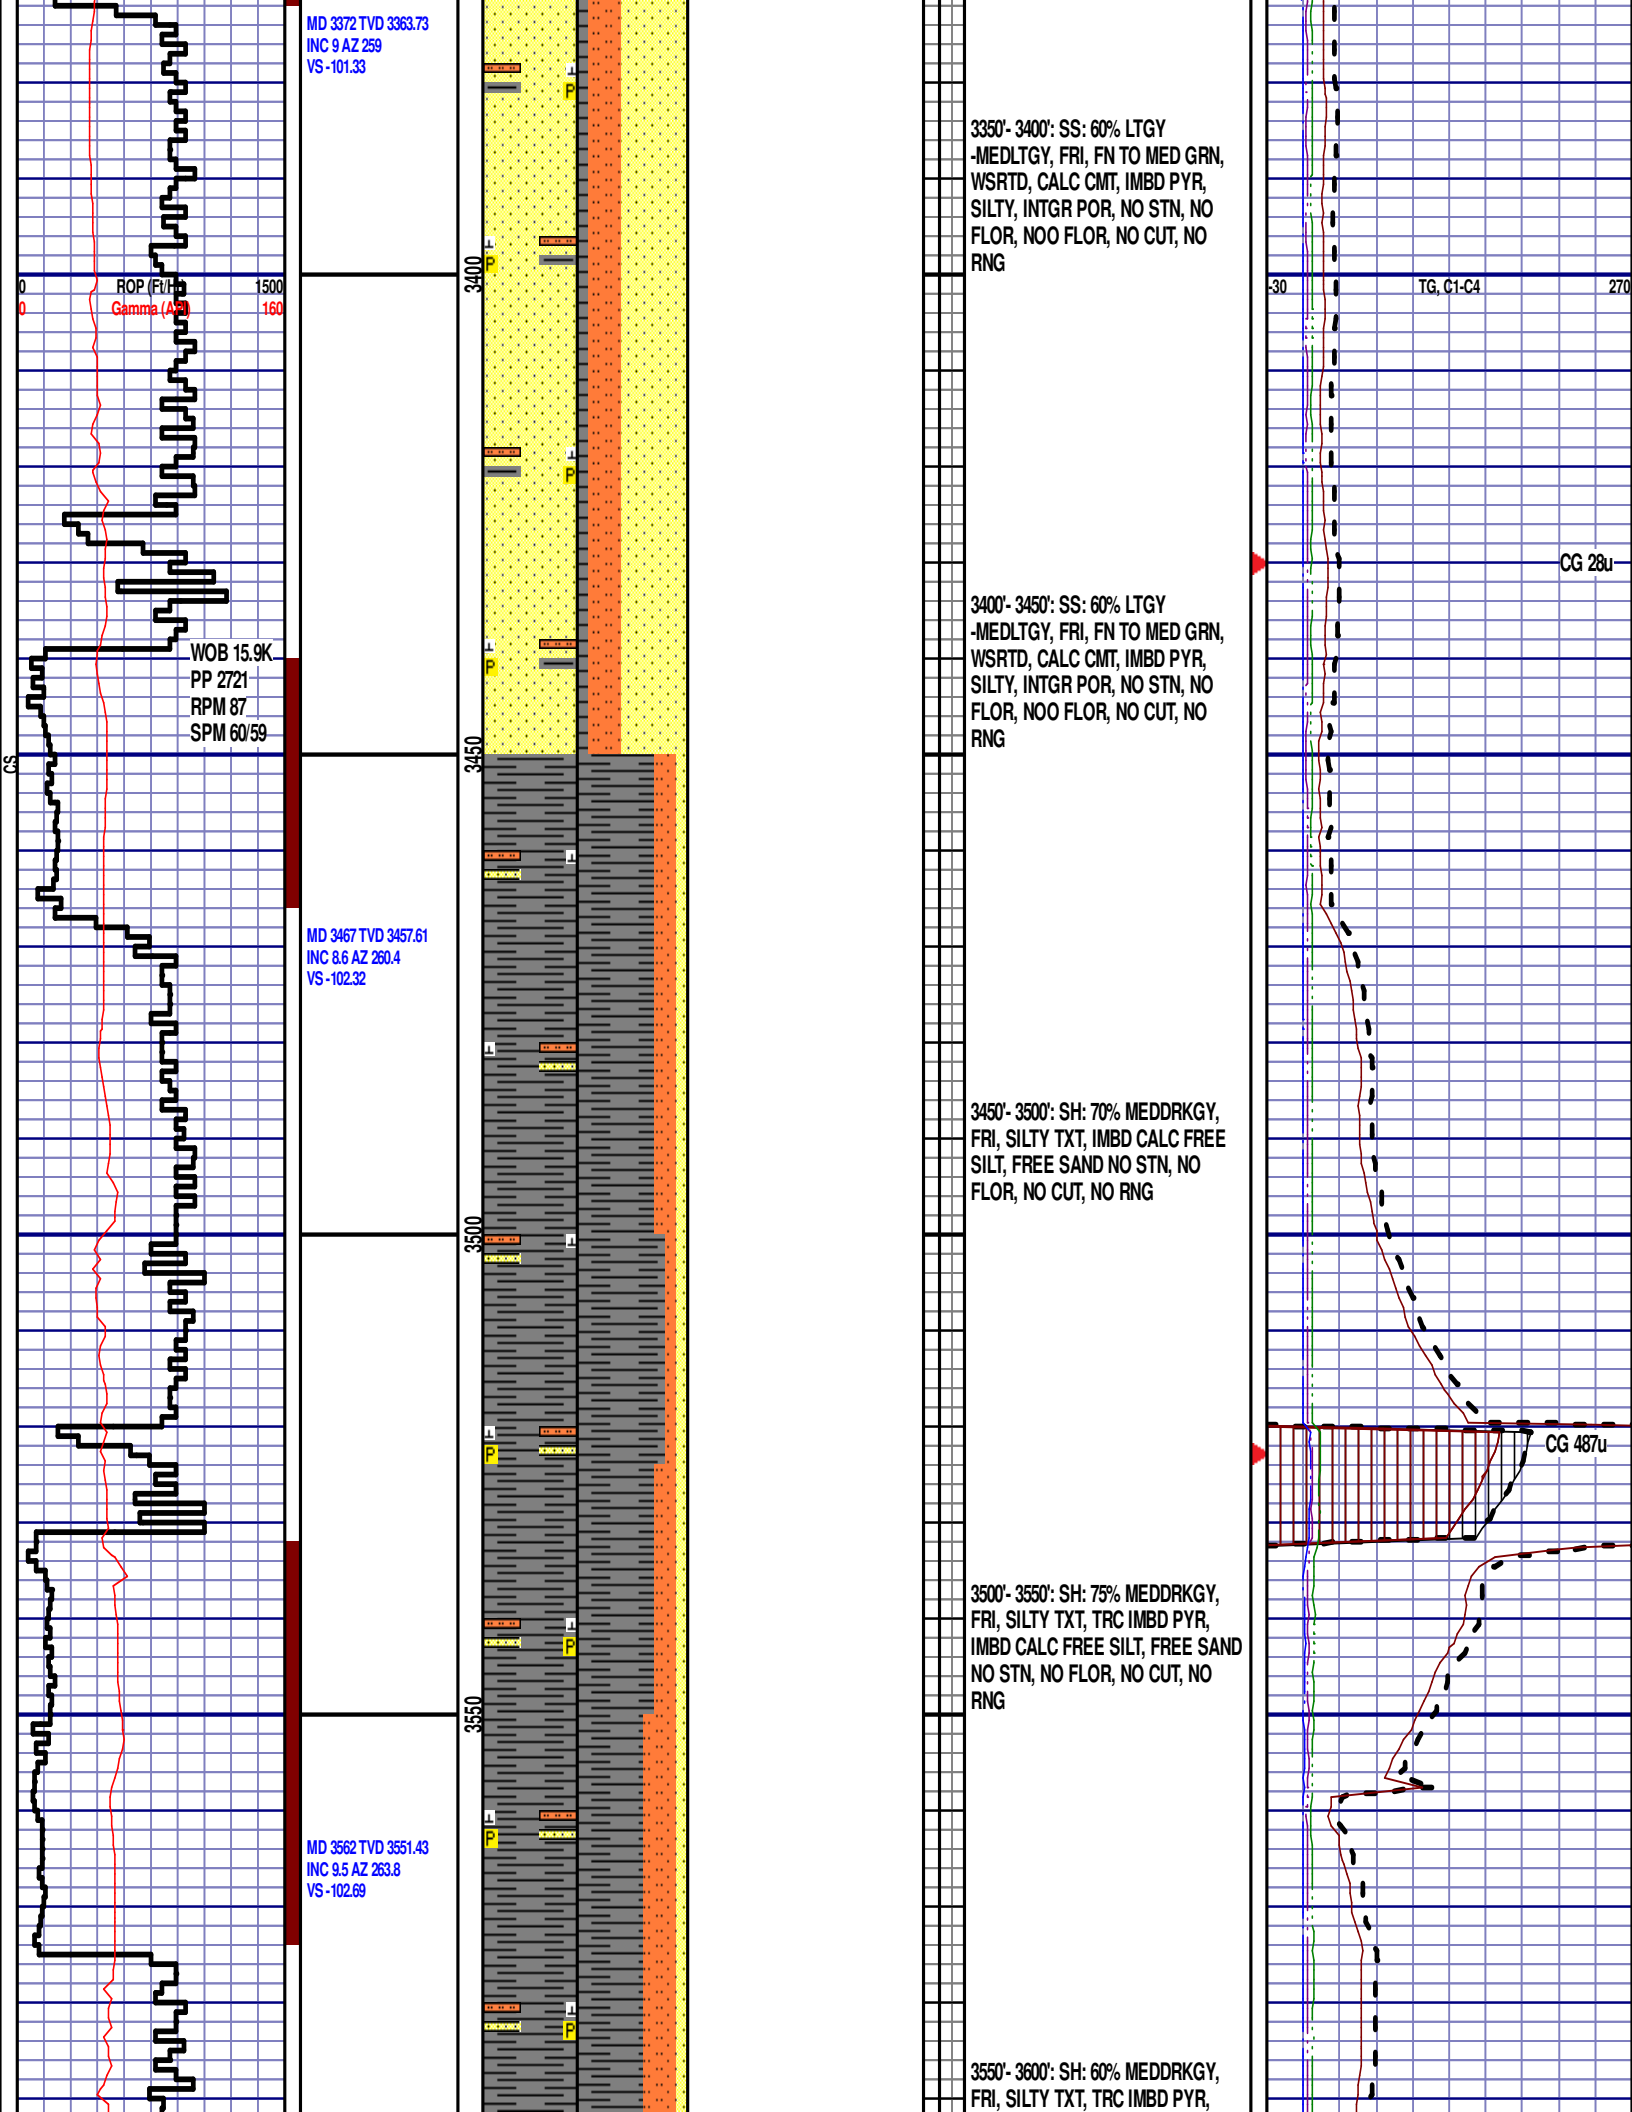 MD 3372 TVD 3363.73
INC 9 AZ 259
VS -101.33
3350'- 3400': SS: 60% LTGY
-MEDLTGY, FRI, FN TO MED GRN,
WSRTD, CALC CMT, IMBD PYR,
SILTY, INTGR POR, NO STN, NO
FLOR, NOO FLOR, NO CUT, NO
RNG
3400
0 ROP (Ft/H 1500
0 Gamma (API) 160
-30 TG, C1-C4 270
CG 28u
3400'- 3450': SS: 60% LTGY
-MEDLTGY, FRI, FN TO MED GRN,
WSRTD, CALC CMT, IMBD PYR,
SILTY, INTGR POR, NO STN, NO
FLOR, NOO FLOR, NO CUT, NO
RNG
WOB 15.9K
PP 2721
RPM 87
SPM 60/59
CS
3450
MD 3467 TVD 3457.61
INC 8.6 AZ 260.4
VS -102.32
3450'- 3500': SH: 70% MEDDRKGY,
FRI, SILTY TXT, IMBD CALC FREE
SILT, FREE SAND NO STN, NO
FLOR, NO CUT, NO RNG
3500
CG 487u
3500'- 3550': SH: 75% MEDDRKGY,
FRI, SILTY TXT, TRC IMBD PYR,
IMBD CALC FREE SILT, FREE SAND
NO STN, NO FLOR, NO CUT, NO
RNG
3550
MD 3562 TVD 3551.43
INC 9.5 AZ 263.8
VS -102.69
3550'- 3600': SH: 60% MEDDRKGY,
FRI, SILTY TXT, TRC IMBD PYR,
P
P
P
P
P
P
P
P